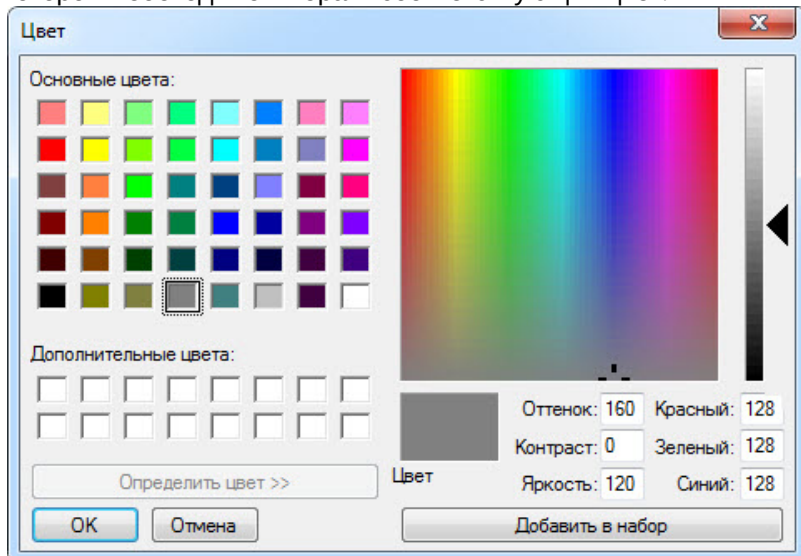 Цвет
Основные цвета:
Дополнительные цвета:
Определить цвет >>
ОК
Отмена
Цвет
Оттенок: 160
Контраст: 0
Яркость: 120
Красный: 128
Зеленый: 128
Синий: 128
Добавить в набор